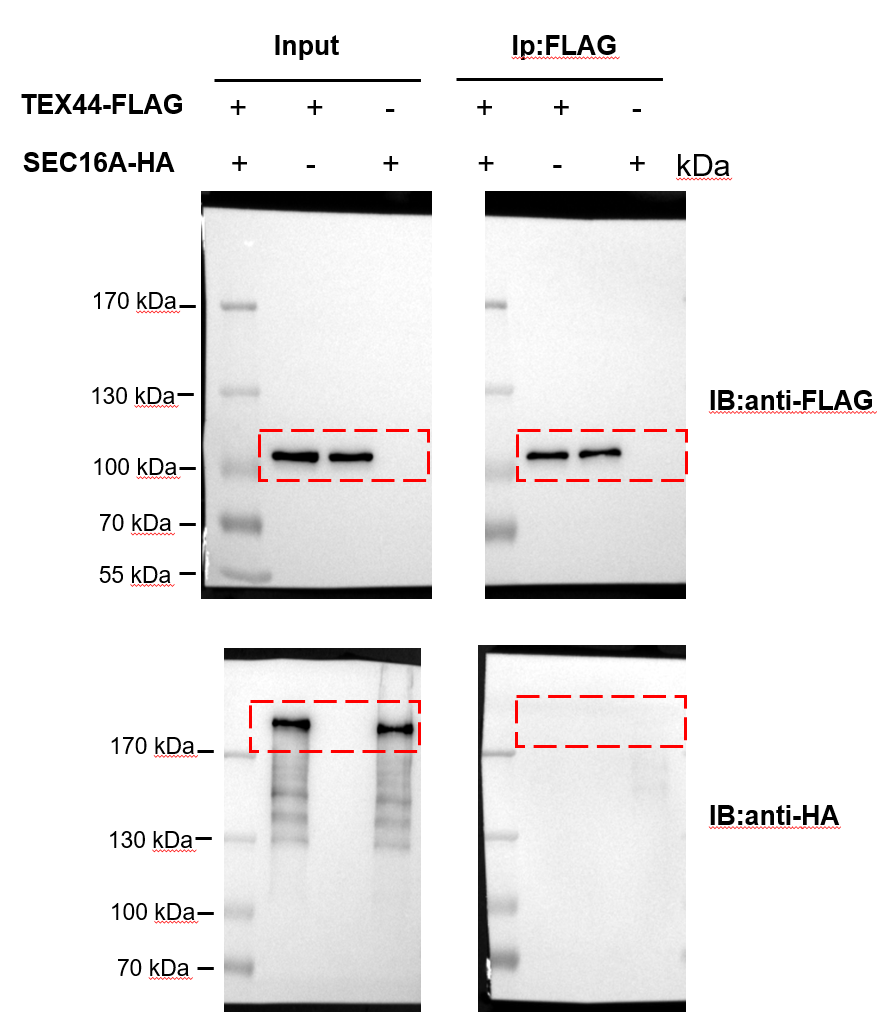 Input Ip:FLAG
TEX44-FLAG + + - + + -
SEC16A-HA + - + + - + kDa
170 kDa
130 kDa
100 kDa
70 kDa
55 kDa
IB:anti-FLAG
170 kDa
130 kDa
100 kDa
70 kDa
IB:anti-HA